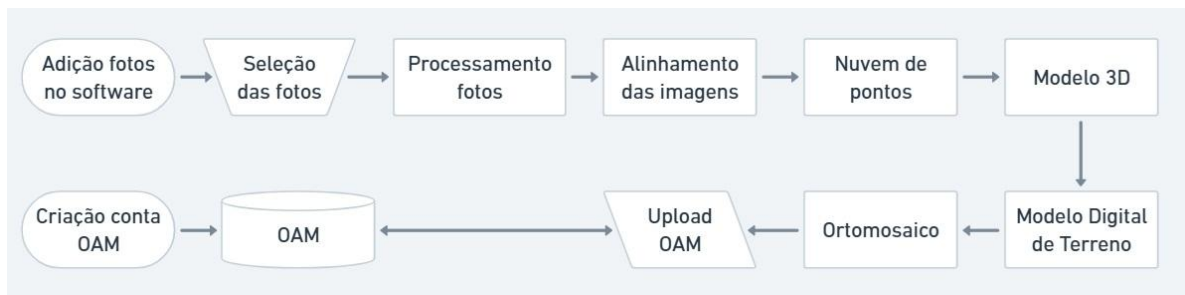 Adição fotos
no software
Seleção
das fotos
Processamento
fotos
Alinhamento
das imagens
Nuvem de
pontos
Modelo 3D
Criação conta
OAM
OAM
Upload
OAM
Ortomosaico
Modelo Digital
de Terreno